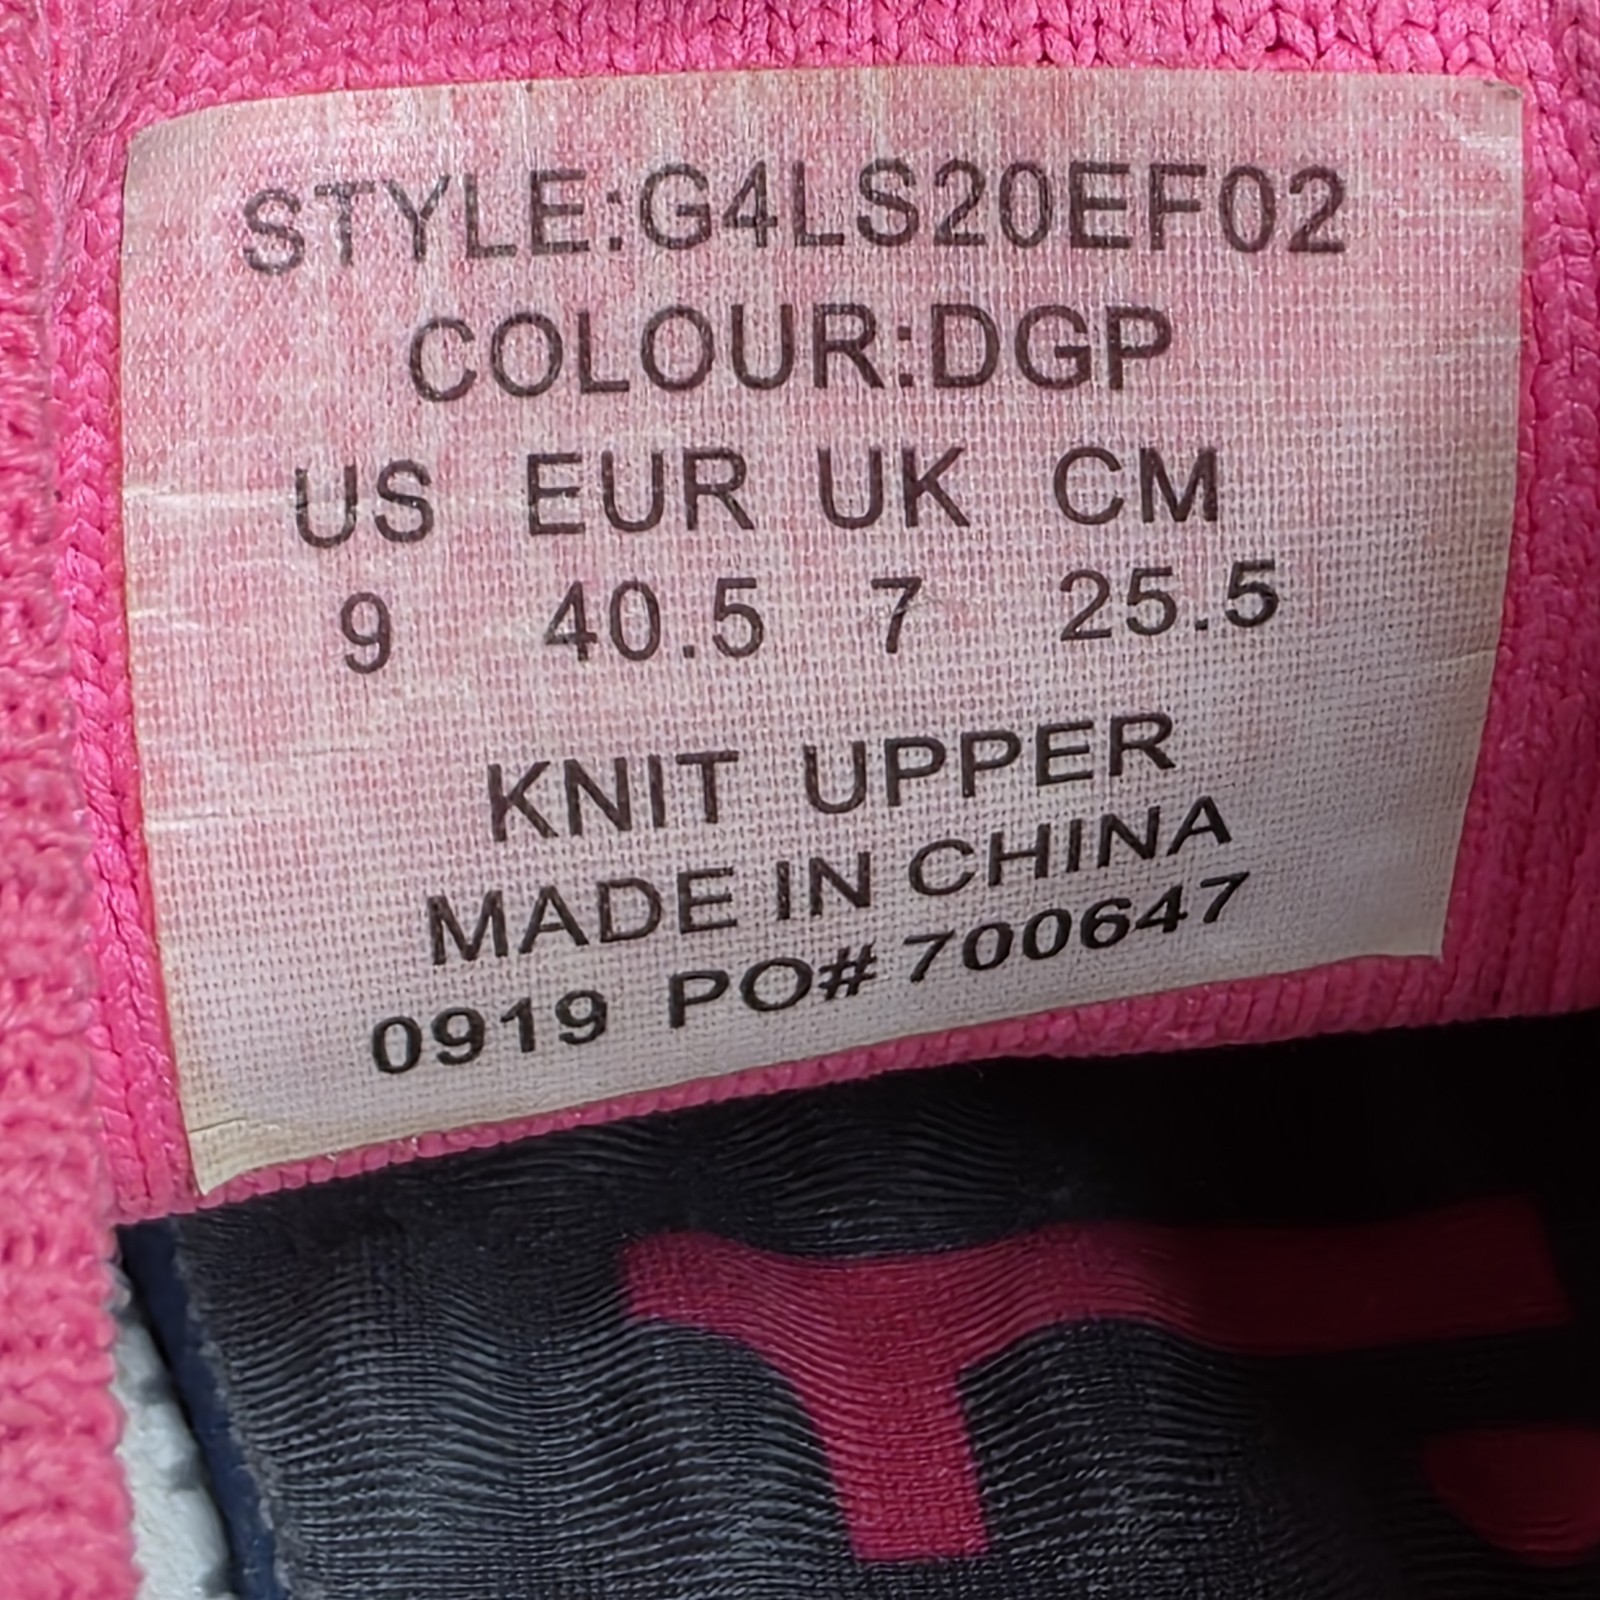 STYLE:G4LS20EF02
COLOUR:DGP
US EUR UK CM
9 40.5 7 25.5
KNIT UPPER
MADE IN CHINA
0919 PO# 700647